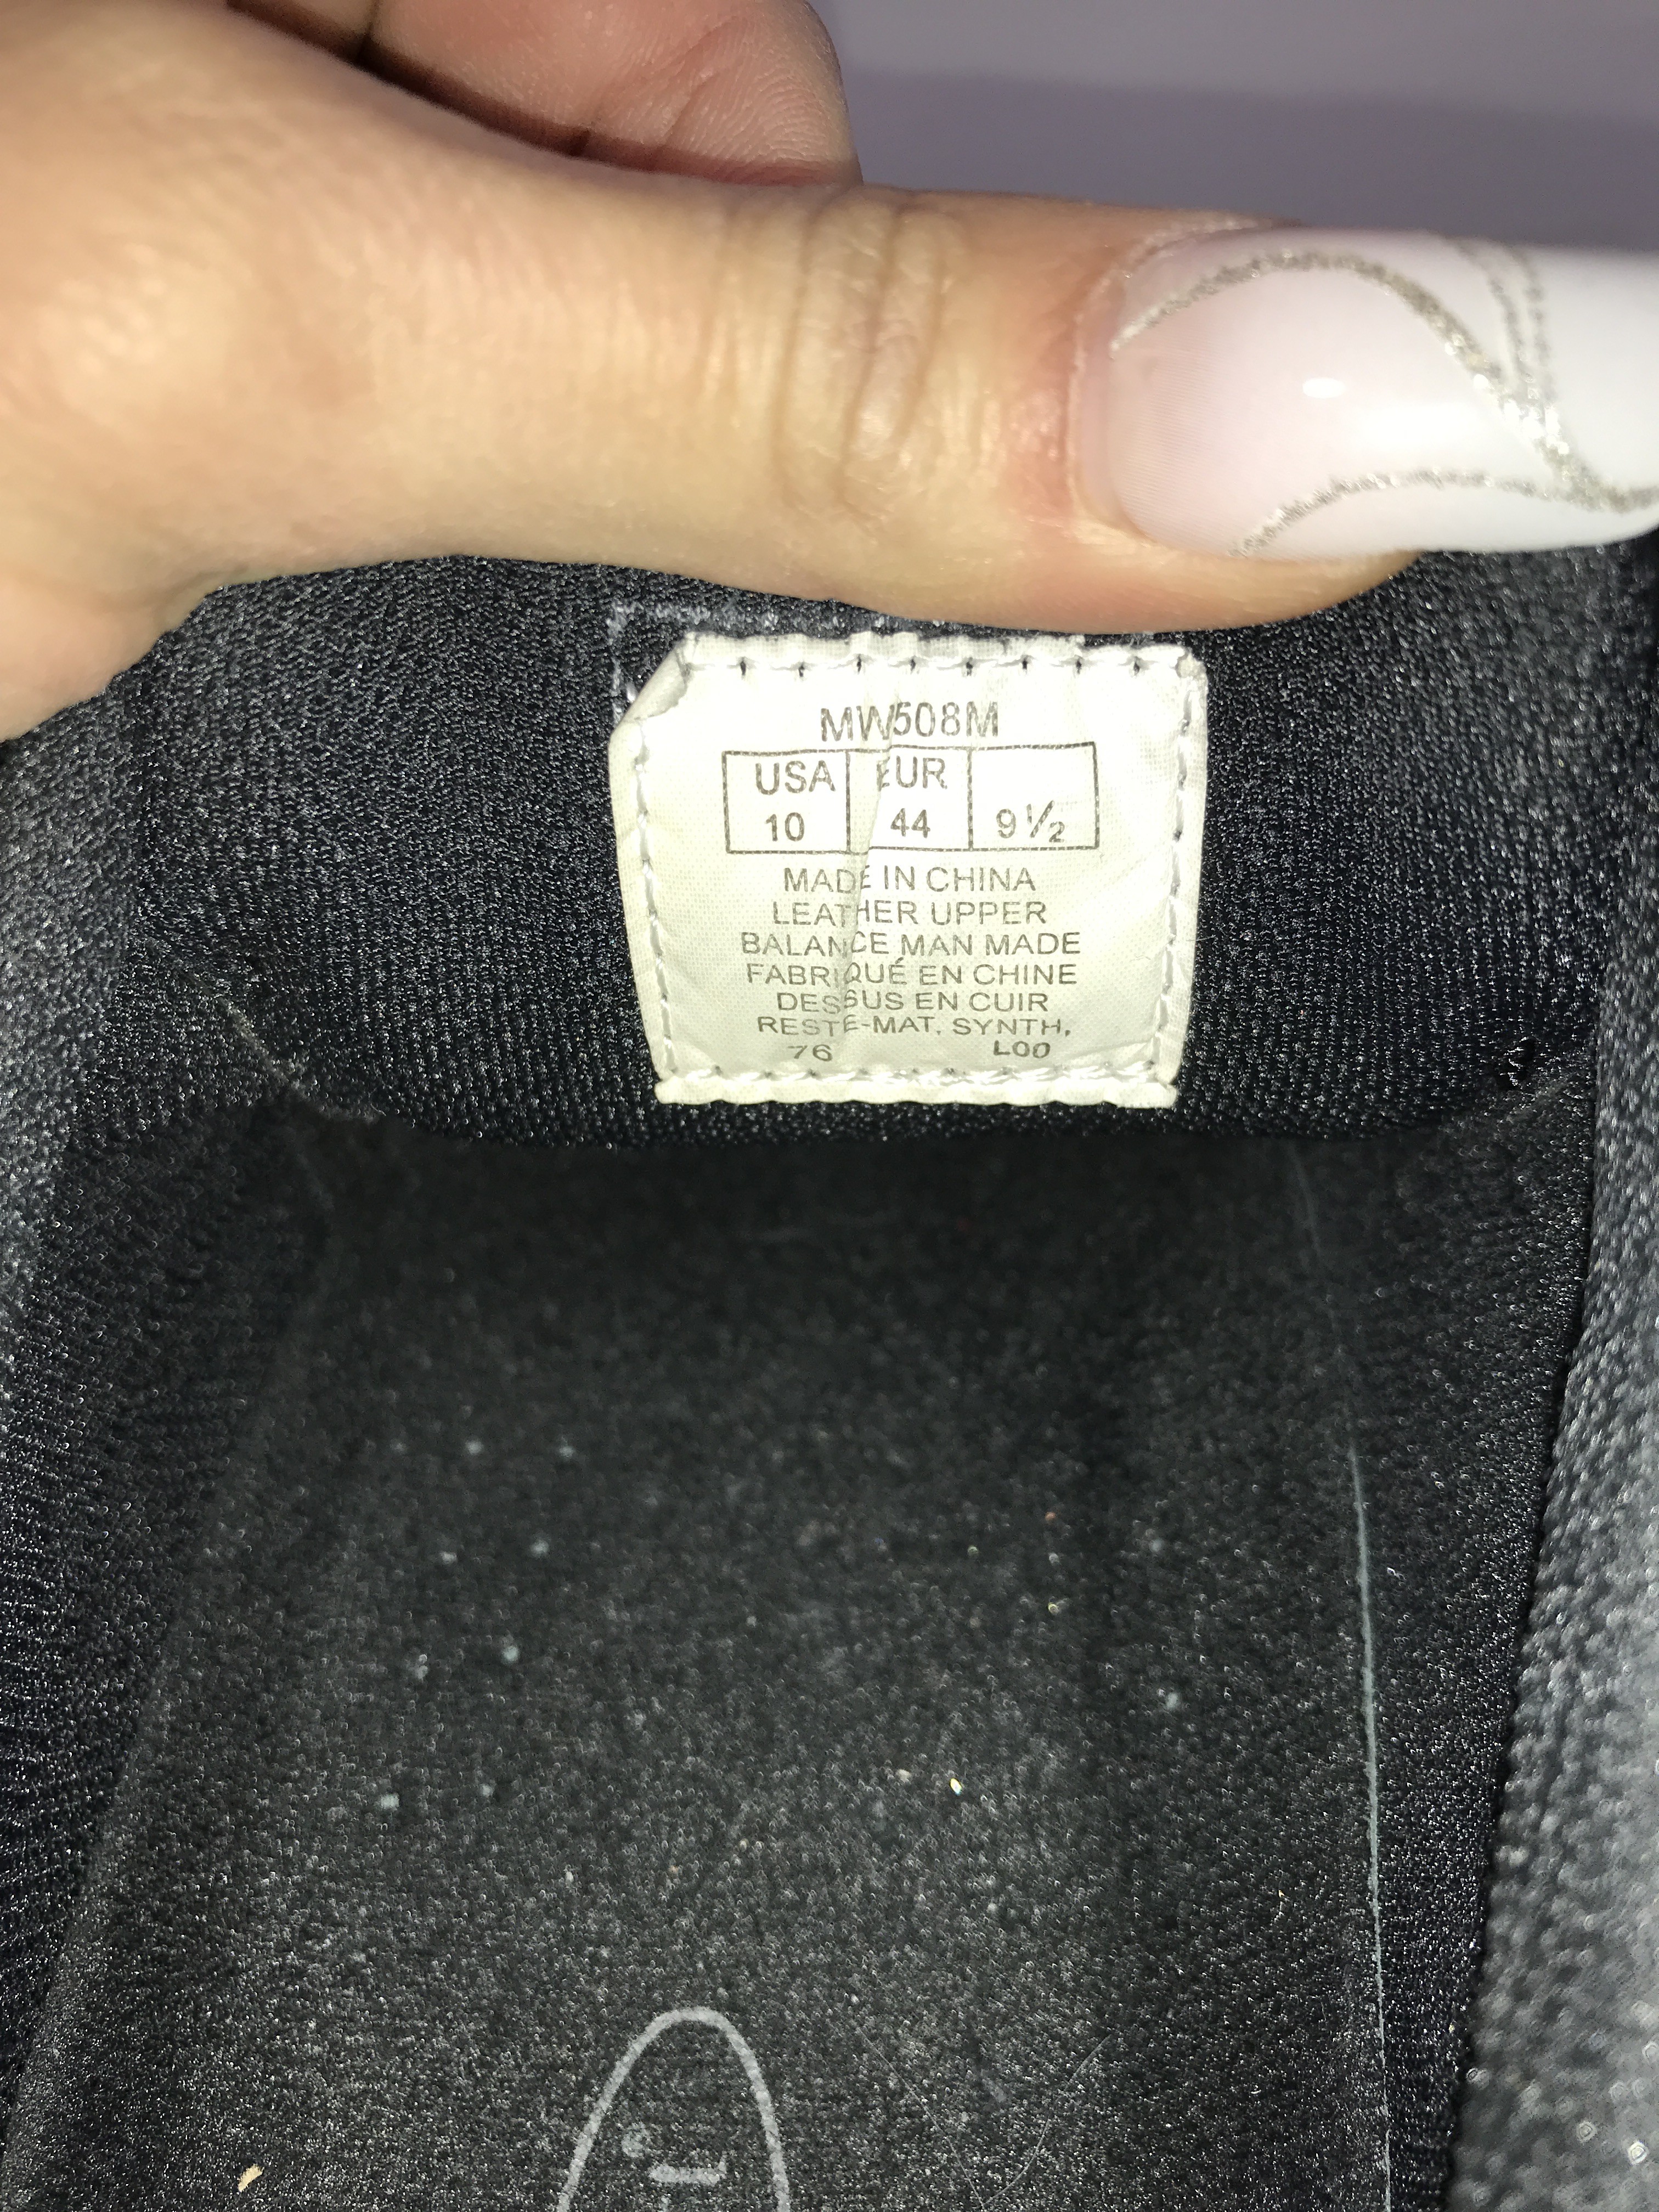 MW508M
USA EUR
10 44 9½
MADE IN CHINA
LEATHER UPPER
BALANCE MAN MADE
FABRIQUÉ EN CHINE
DESSUS EN CUIR
RESTE-MAT. SYNTH,
76 L00